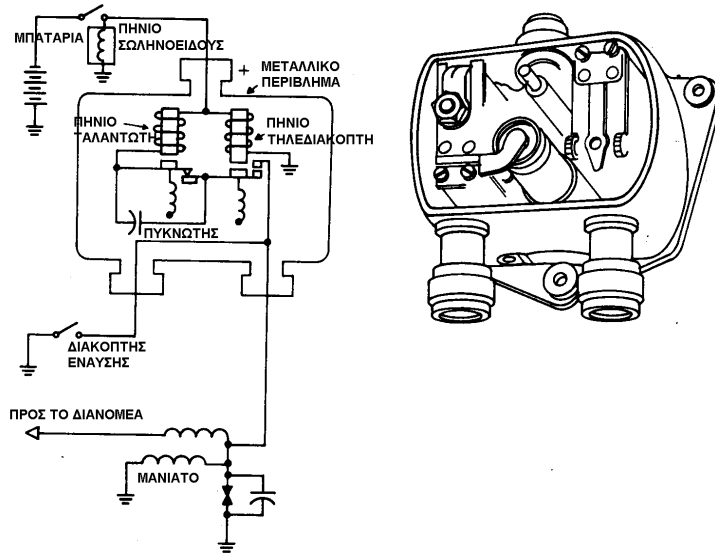 ΜΠΑΤΑΡΙΑ
ΠΗΝΙΟ
ΣΩΛΗΝΟΕΙΔΟΥΣ
+
ΜΕΤΑΛΛΙΚΟ
ΠΕΡΙΒΛΗΜΑ
ΠΗΝΙΟ
ΤΑΛΑΝΤΩΤΗ
ΠΗΝΙΟ
ΤΗΛΕΔΙΑΚΟΠΤΗ
ΠΥΚΝΩΤΗΣ
ΔΙΑΚΟΠΤΗΣ
ΕΝΑΥΣΗΣ
ΠΡΟΣ ΤΟ ΔΙΑΝΟΜΕΑ
ΜΑΝΙΑΤΟ